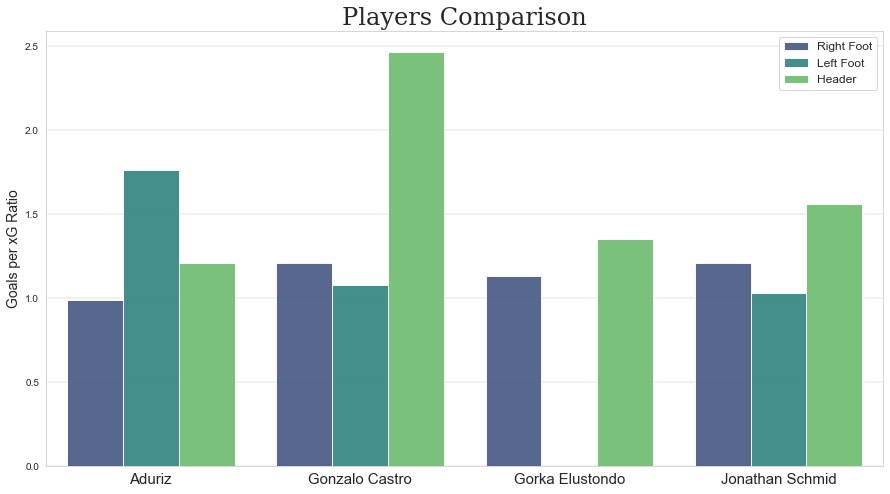 Players Comparison
Right Foot
Left Foot
Header
Goals per xG Ratio
2.5
2.0
1.5
1.0
0.5
0.0
Aduriz Gonzalo Castro Gorka Elustondo Jonathan Schmid